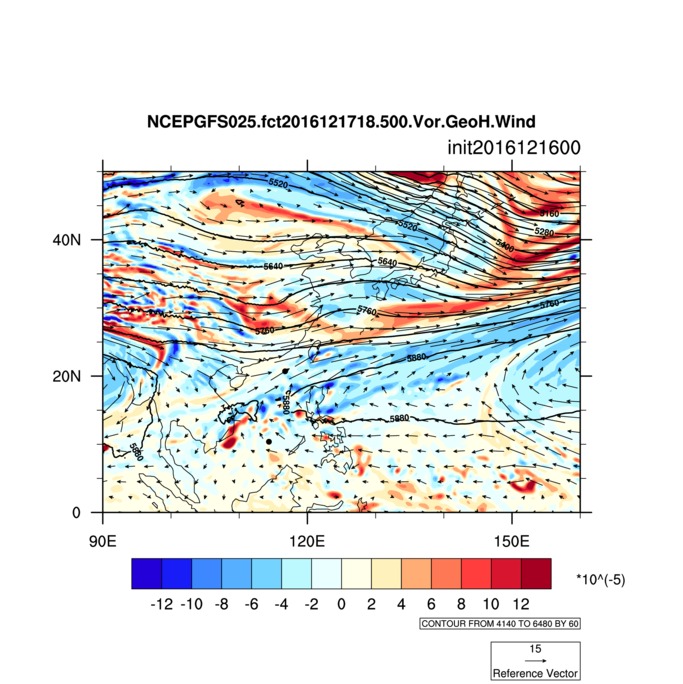 NCEPGFS025.fct2016121718.500.Vor.GeoH.Wind
init2016121600
5520
5160
5280
5520
5400
40N
5640
5640
5760
5760
5760
5880
20N
5880
5880
5880
0
90E 120E 150E
-12 -10 -8 -6 -4 -2 0 2 4 6 8 10 12
*10^(-5)
CONTOUR FROM 4140 TO 6480 BY 60
15
Reference Vector